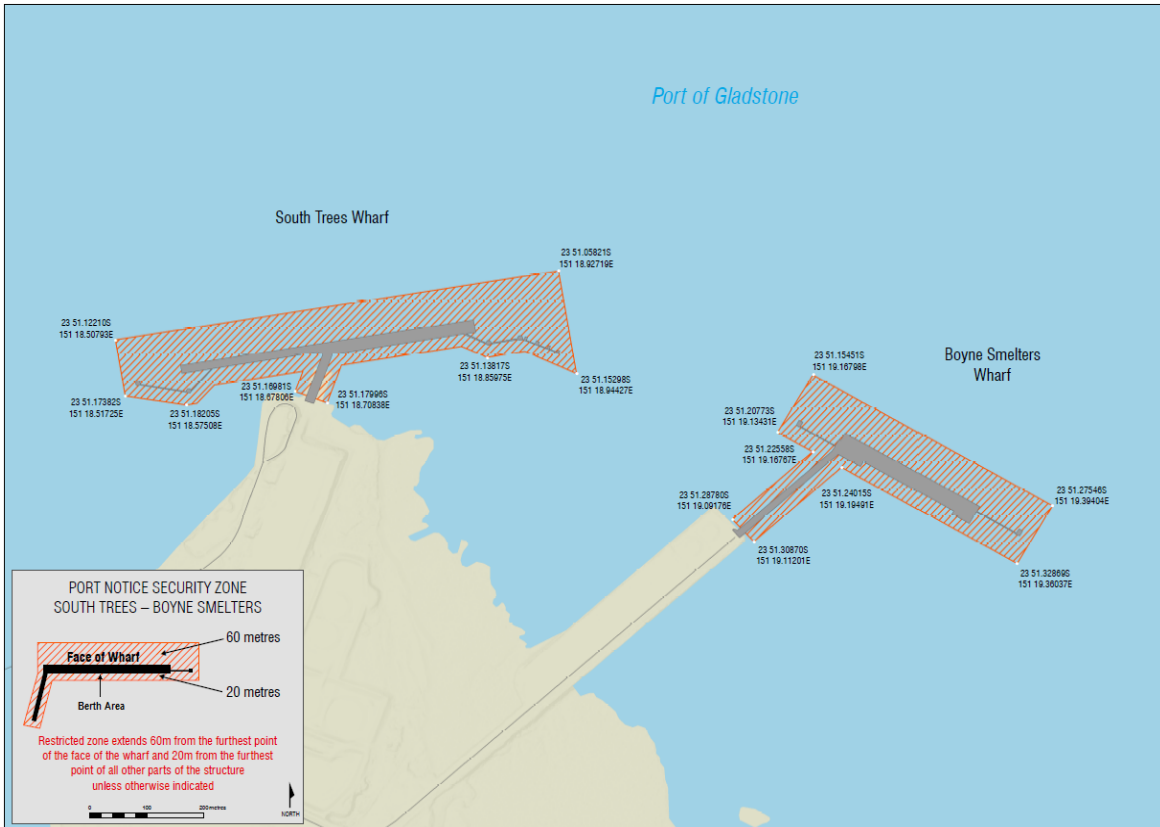 Port of Gladstone
South Trees Wharf
23 51.05821S
151 18.92719E
23 51.12210S
151 18.50793E
23 51.13817S
151 18.85975E
23 51.15298S
151 18.94427E
23 51.16981S
151 18.67806E
23 51.17996S
151 18.70838E
23 51.17382S
151 18.51725E
23 51.18205S
151 18.57508E
Boyne Smelters
Wharf
23 51.15451S
151 19.16798E
23 51.20773S
151 19.13431E
23 51.22558S
151 19.16767E
23 51.24015S
151 19.19491E
23 51.27546S
151 19.39404E
23 51.28780S
151 19.09176E
23 51.30870S
151 19.11201E
23 51.32869S
151 19.36037E
PORT NOTICE SECURITY ZONE
SOUTH TREES – BOYNE SMELTERS
60 metres
Face of Wharf
20 metres
Berth Area
Restricted zone extends 60m from the furthest point
of the face of the wharf and 20m from the furthest
point of all other parts of the structure
unless otherwise indicated
0 100 200 metres
NORTH